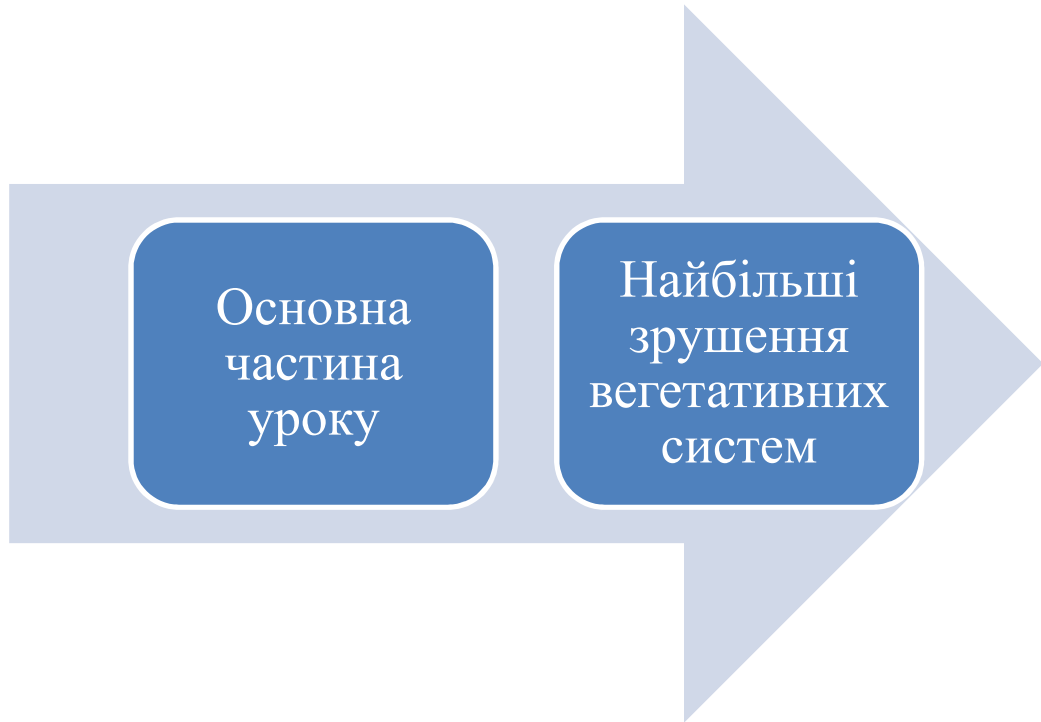 Основна
частина
уроку
Найбільші
зрушення
вегетативних
систем